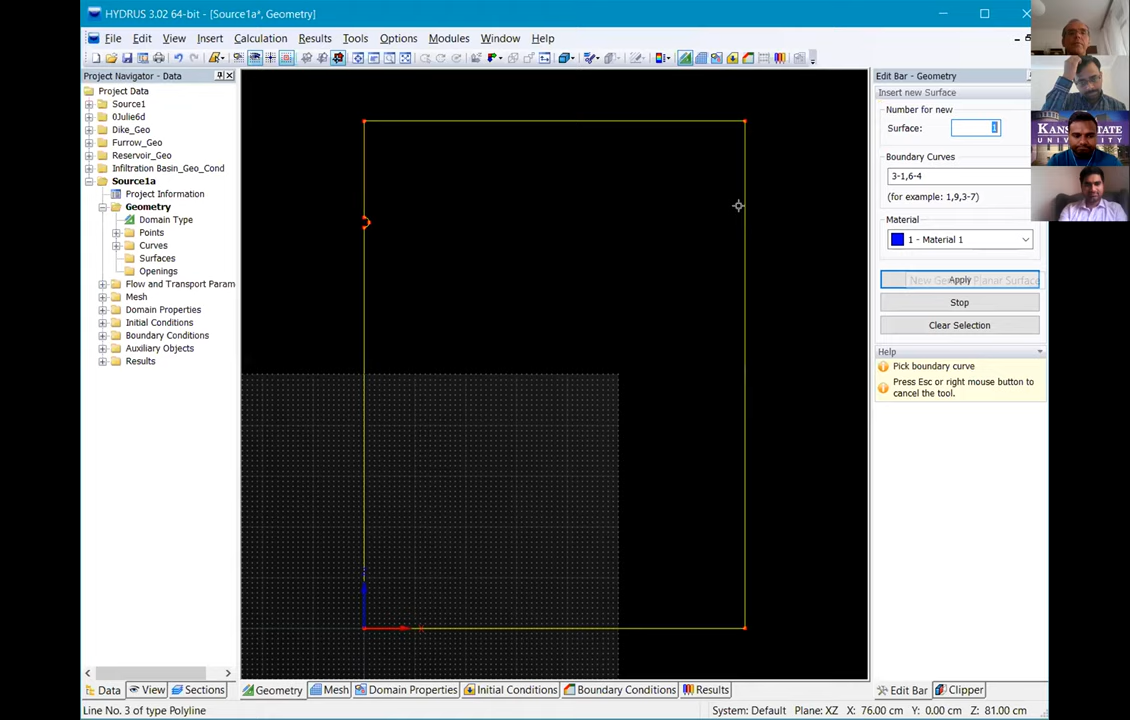 HYDRUS 3.02 64-bit - [Source1a*, Geometry]
File Edit View Insert Calculation Results Tools Options Modules Window Help
Project Navigator - Data
Project Data
Source1
0Julie6d
Dike_Geo
Furrow_Geo
Reservoir_Geo
Infiltration Basin_Geo_Cond
Source1a
Project Information
Geometry
Domain Type
Points
Curves
Surfaces
Openings
Flow and Transport Param
Mesh
Domain Properties
Initial Conditions
Boundary Conditions
Auxiliary Objects
Results
Edit Bar - Geometry
Insert new Surface
Number for new
Surface: 1
Boundary Curves
3-1,6-4
(for example: 1,9,3-7)
Material
1 - Material 1
Apply
Stop
Clear Selection
Help
Pick boundary curve
Press Esc or right mouse button to
cancel the tool.
X
Data View Sections Geometry Mesh Domain Properties Initial Conditions Boundary Conditions Results Edit Bar Clipper
Line No. 3 of type Polyline System: Default Plane: XZ X: 76.00 cm Y: 0.00 cm Z: 81.00 cm